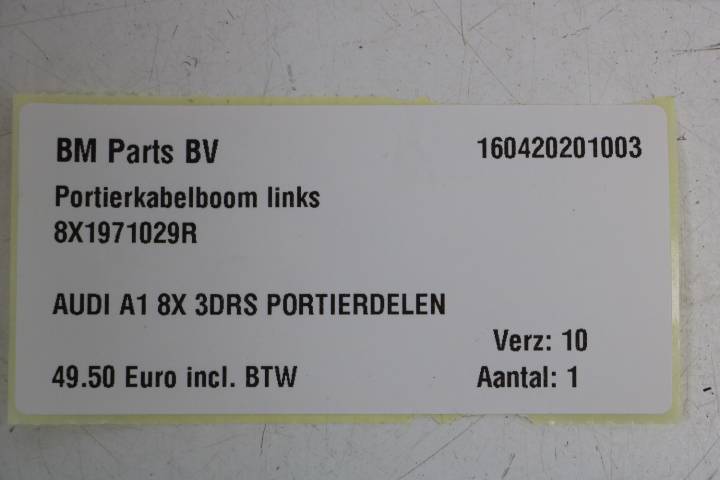 BM Parts BV 160420201003
Portierkabelboom links
8X1971029R
AUDI A1 8X 3DRS PORTIERDELEN
Verz: 10
49.50 Euro incl. BTW Aantal: 1